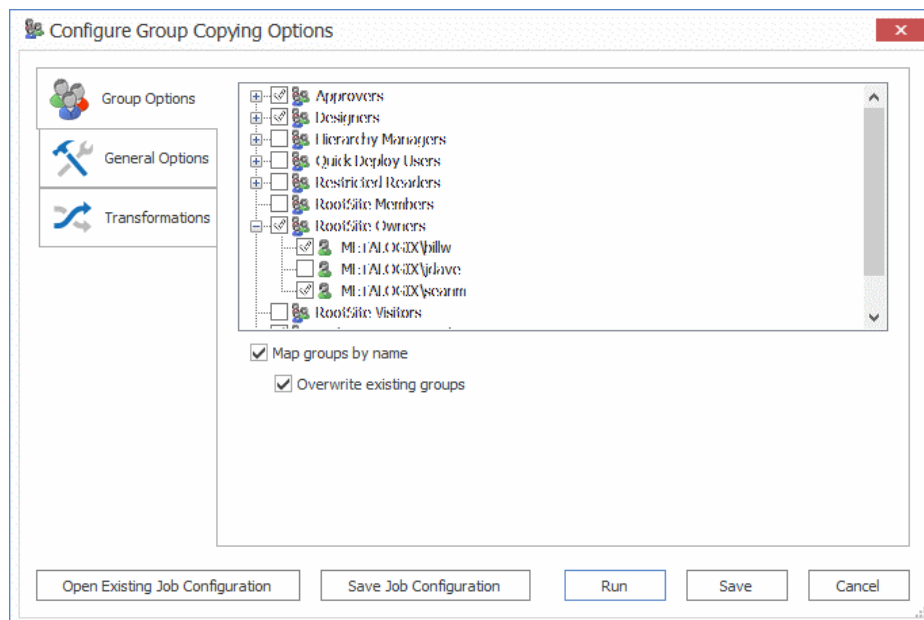 Configure Group Copying Options
Group Options
General Options
Transformations
Approvers
Designers
Hierarchy Managers
Quick Deploy Users
Restricted Readers
RootSite Members
RootSite Owners
METALOGIX\billw
METALOGIX\jdave
METALOGIX\seanm
RootSite Visitors
Map groups by name
Overwrite existing groups
Open Existing Job Configuration
Save Job Configuration
Run
Save
Cancel